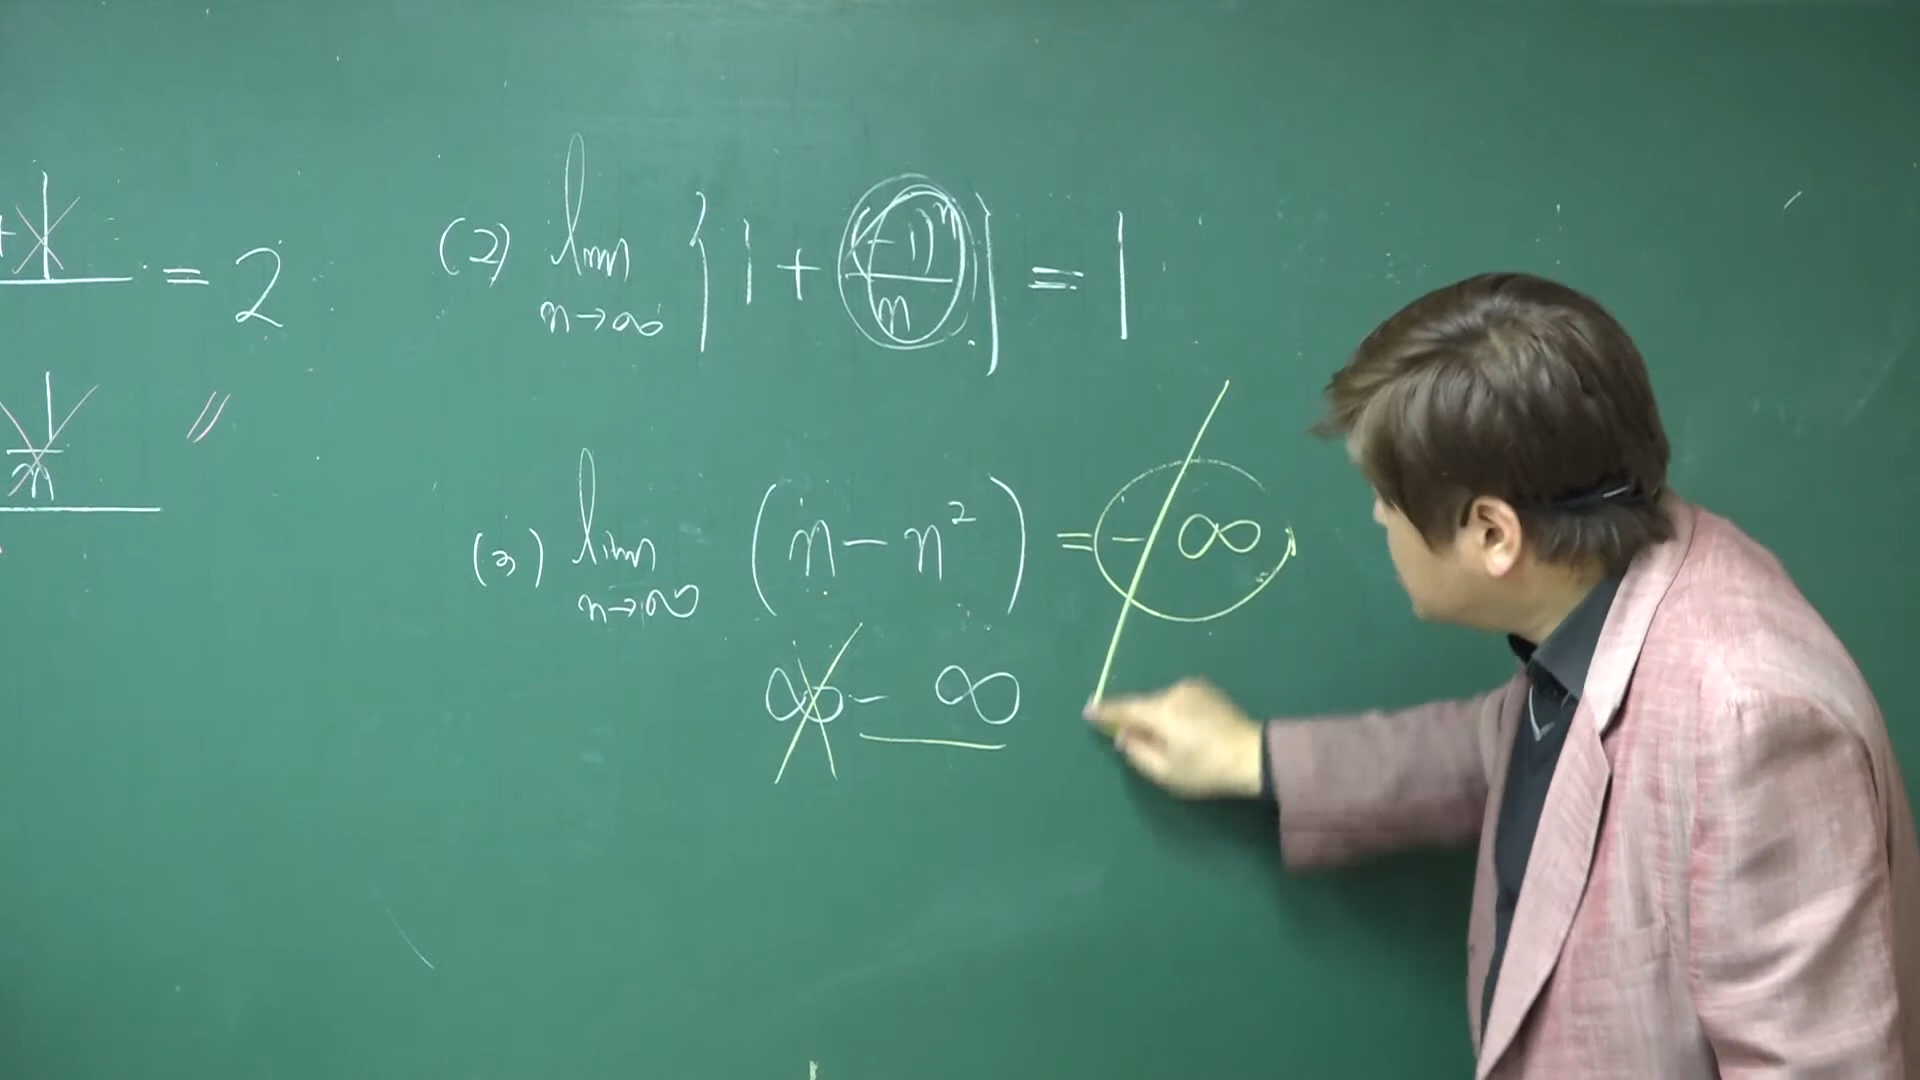 = 2
(2) lim n→∞ {1 + (-1)ⁿ/n} = 1
n
(3) lim n→∞ (n - n²) = - ∞
∞ - ∞